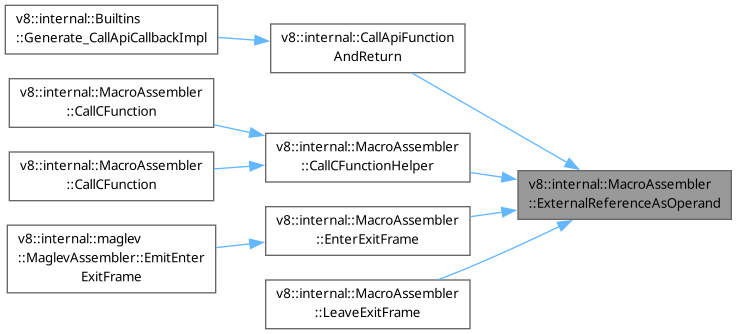 v8::internal::Builtins
::Generate_CallApiCallbackImpl
v8::internal::CallApiFunction
AndReturn
v8::internal::MacroAssembler
::CallCFunction
v8::internal::MacroAssembler
::CallCFunctionHelper
v8::internal::MacroAssembler
::CallCFunction
v8::internal::MacroAssembler
::ExternalReferenceAsOperand
v8::internal::MacroAssembler
::EnterExitFrame
v8::internal::maglev
::MaglevAssembler::EmitEnter
ExitFrame
v8::internal::MacroAssembler
::LeaveExitFrame